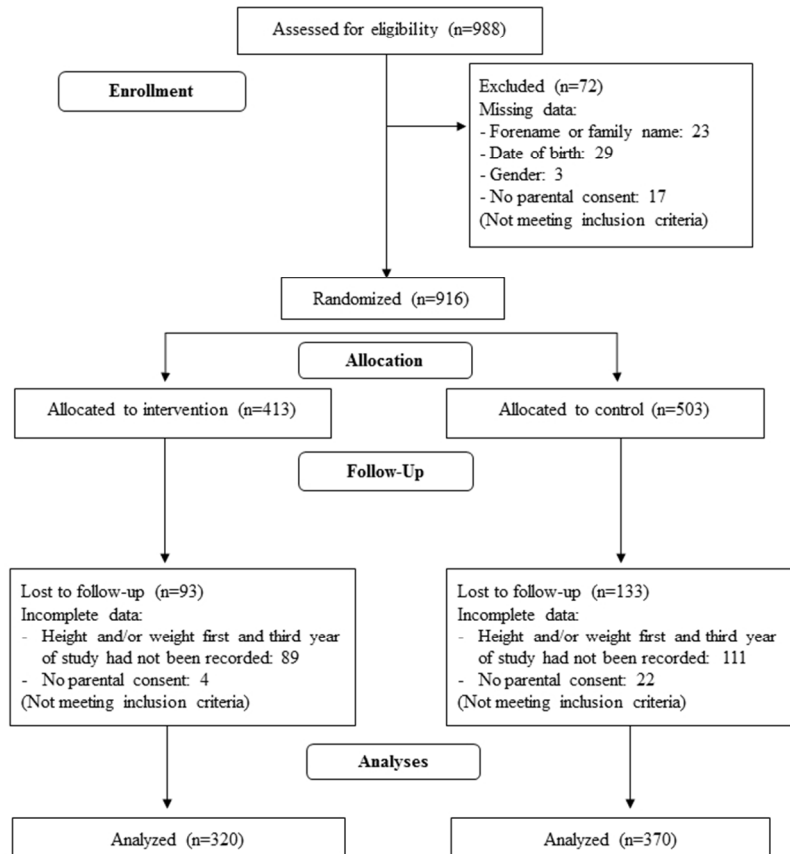 Assessed for eligibility (n=988)
Enrollment
Excluded (n=72)
Missing data:
- Forename or family name: 23
- Date of birth: 29
- Gender: 3
- No parental consent: 17
(Not meeting inclusion criteria)
Randomized (n=916)
Allocation
Allocated to intervention (n=413)
Allocated to control (n=503)
Follow-Up
Lost to follow-up (n=93)
Incomplete data:
- Height and/or weight first and third year
of study had not been recorded: 89
- No parental consent: 4
(Not meeting inclusion criteria)
Lost to follow-up (n=133)
Incomplete data:
- Height and/or weight first and third year
of study had not been recorded: 111
- No parental consent: 22
(Not meeting inclusion criteria)
Analyses
Analyzed (n=320)
Analyzed (n=370)